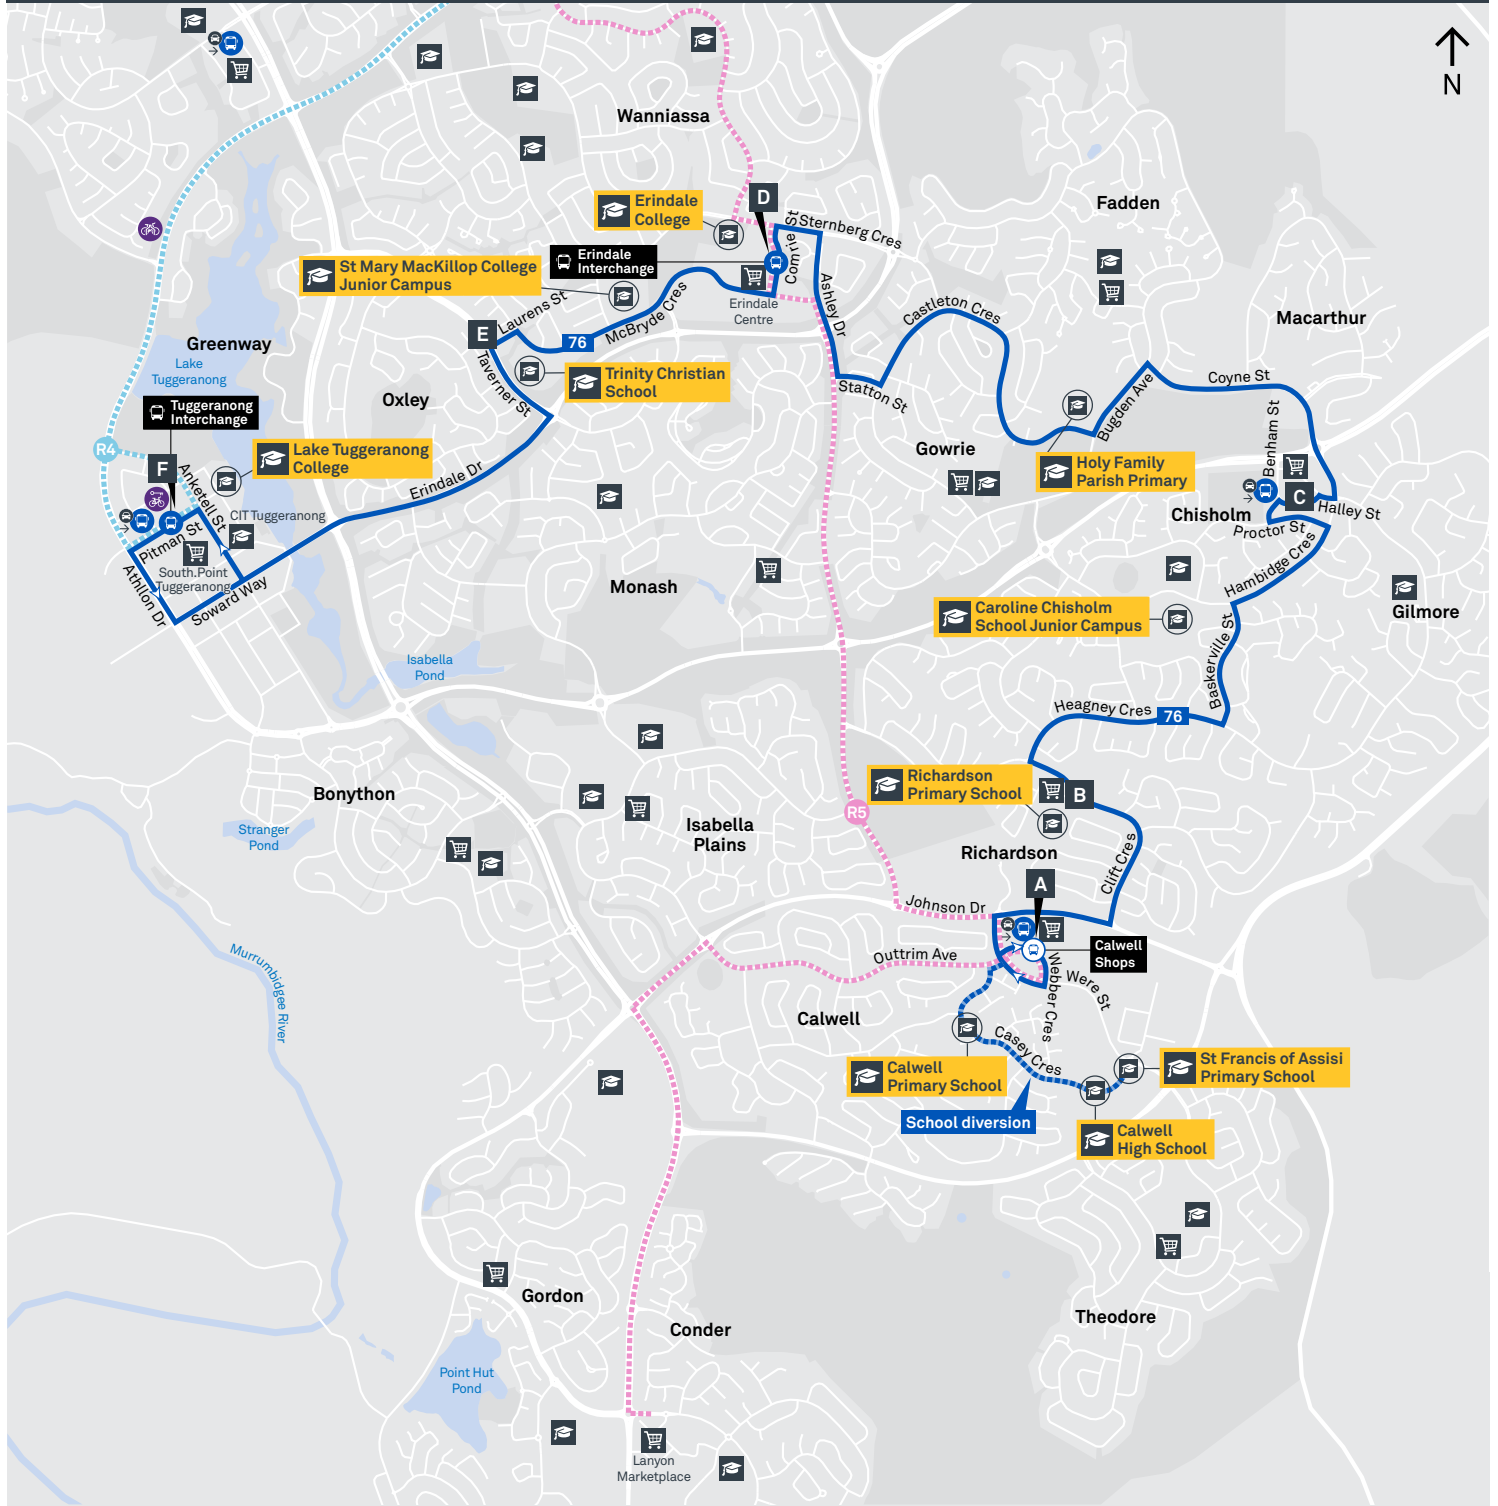 N
Wanniassa
Fadden
Erindale
College
D
Sternberg Cres
Comrie St
Erindale
Interchange
St Mary MacKillop College
Junior Campus
Erindale
Centre
Ashley Dr
Castleton Cres
Macarthur
Laurens St
McBryde Cres
E
76
Greenway
Lake
Tuggeranong
Trinity Christian
School
Taverner St
Statton St
Bugden Ave
Coyne St
Oxley
Tuggeranong
Interchange
Benham St
R4
Lake Tuggeranong
College
Gowrie
Holy Family
Parish Primary
F
Anketell St
Erindale Dr
C
Chisholm
Halley St
Proctor St
CIT Tuggeranong
Pitman St
South.Point
Tuggeranong
Athllon Dr
Soward Way
Monash
Hambidge Cres
Gilmore
Caroline Chisholm
School Junior Campus
Baskerville St
Isabella
Pond
Heagney Cres
76
Bonython
Richardson
Primary School
B
R5
Stranger
Pond
Isabella
Plains
Richardson
Clift Cres
A
Johnson Dr
Murrumbidgee River
Outtrim Ave
Calwell
Shops
Webber Cres
Were St
Calwell
Casey Cres
Calwell
Primary School
St Francis of Assisi
Primary School
School diversion
Calwell
High School
Gordon
Theodore
Conder
Point Hut
Pond
Lanyon
Marketplace